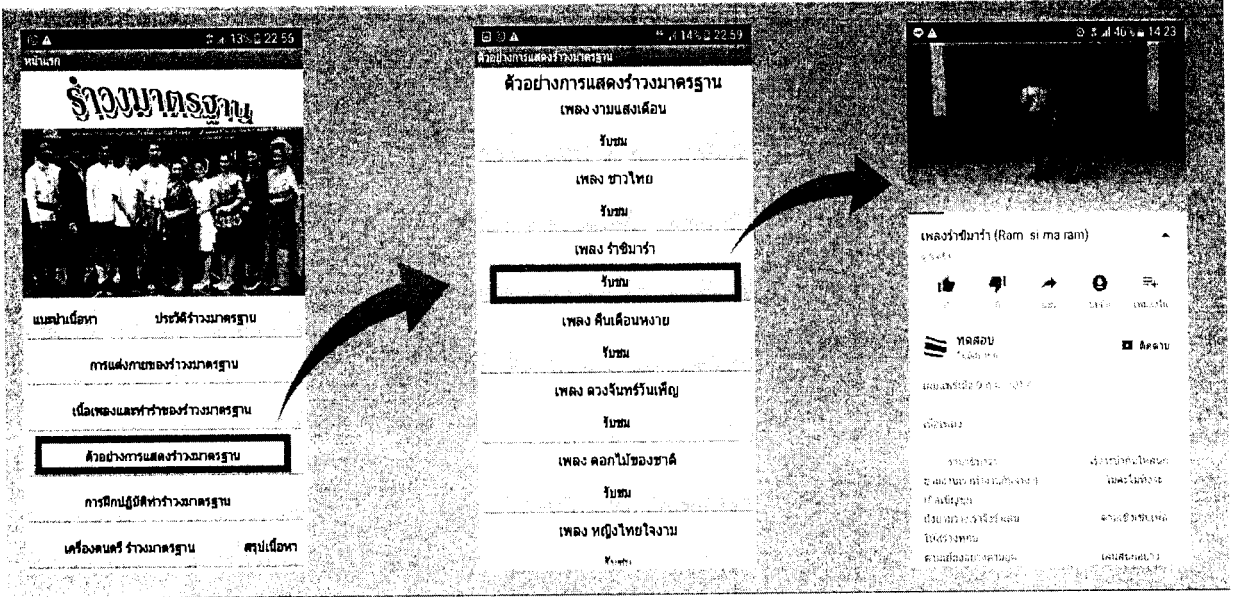 13% 22:56
หน้าแรก
รำวงมาตรฐาน
แนะนำเนื้อหา ประวัติรำวงมาตรฐาน
การแต่งกายของรำวงมาตรฐาน
เนื้อเพลงและท่ารำของรำวงมาตรฐาน
ตัวอย่างการแสดงรำวงมาตรฐาน
การฝึกปฏิบัติท่ารำวงมาตรฐาน
เครื่องดนตรี รำวงมาตรฐาน สรุปเนื้อหา
14% 22:59
ตัวอย่างการแสดงรำวงมาตรฐาน
ตัวอย่างการแสดงรำวงมาตรฐาน
เพลง งามแสงเดือน
รับชม
เพลง ชาวไทย
รับชม
เพลง รำซิมารำ
รับชม
เพลง คืนเดือนหงาย
รับชม
เพลง ดวงจันทร์วันเพ็ญ
รับชม
เพลง ดอกไม้ของชาติ
รับชม
เพลง หญิงไทยใจงาม
รับชม
46% 14:23
เพลงรำซิมารำ (Ram si ma ram)
ทดสอบ
ติดตาม